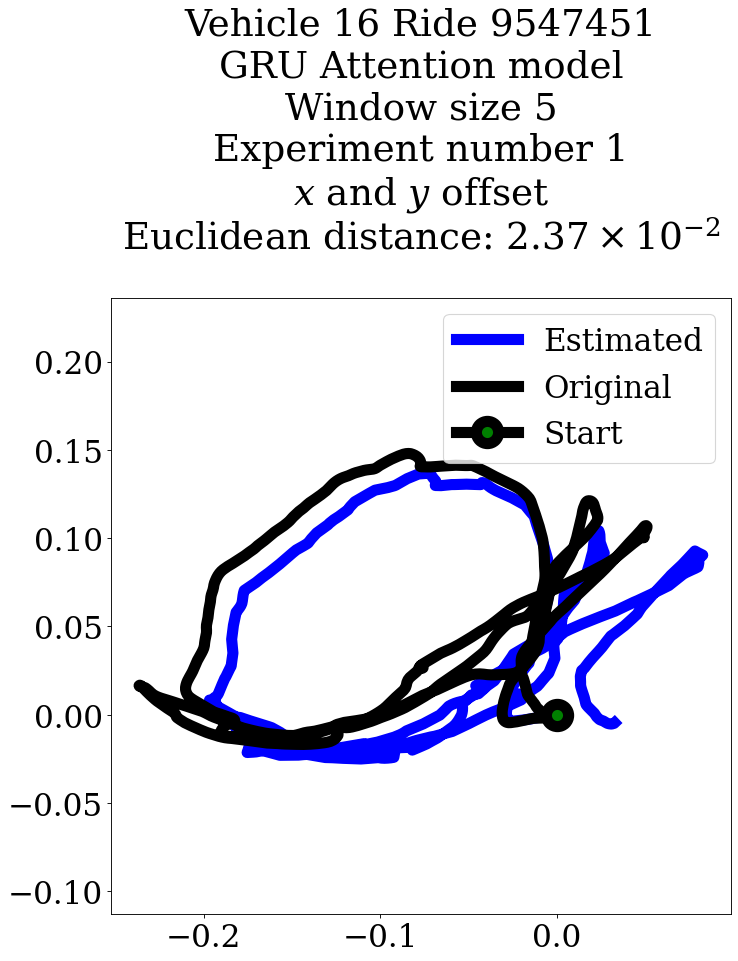 Vehicle 16 Ride 9547451
GRU Attention model
Window size 5
Experiment number 1
x and y offset
Euclidean distance: 2.37 × 10⁻²
Estimated
Original
Start
0.20
0.15
0.10
0.05
0.00
−0.05
−0.10
−0.2
−0.1
0.0